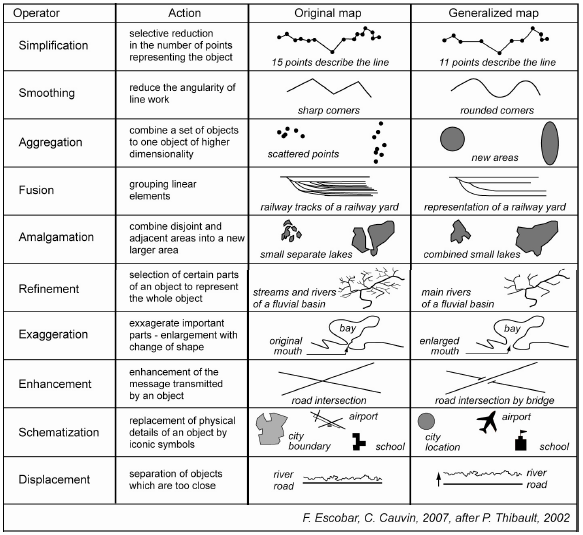 Operator Action Original map Generalized map
Simplification
selective reduction
in the number of points
representing the object
15 points describe the line
11 points describe the line
Smoothing
reduce the angularity of
line work
sharp corners
rounded corners
Aggregation
combine a set of objects
to one object of higher
dimensionality
scattered points
new areas
Fusion
grouping linear
elements
railway tracks of a railway yard
representation of a railway yard
Amalgamation
combine disjoint and
adjacent areas into a new
larger area
small separate lakes
combined small lakes
Refinement
selection of certain parts
of an object to represent
the whole object
streams and rivers
of a fluvial basin
main rivers
of a fluvial basin
Exaggeration
exxagerate important
parts - enlargement with
change of shape
bay
original
mouth
bay
enlarged
mouth
Enhancement
enhancement of the
message transmitted
by an object
road intersection
road intersection by bridge
Schematization
replacement of physical
details of an object by
iconic symbols
airport
city
boundary
school
airport
city
location
school
Displacement
separation of objects
which are too close
river
road
river
road
F. Escobar, C. Cauvin, 2007, after P. Thibault, 2002